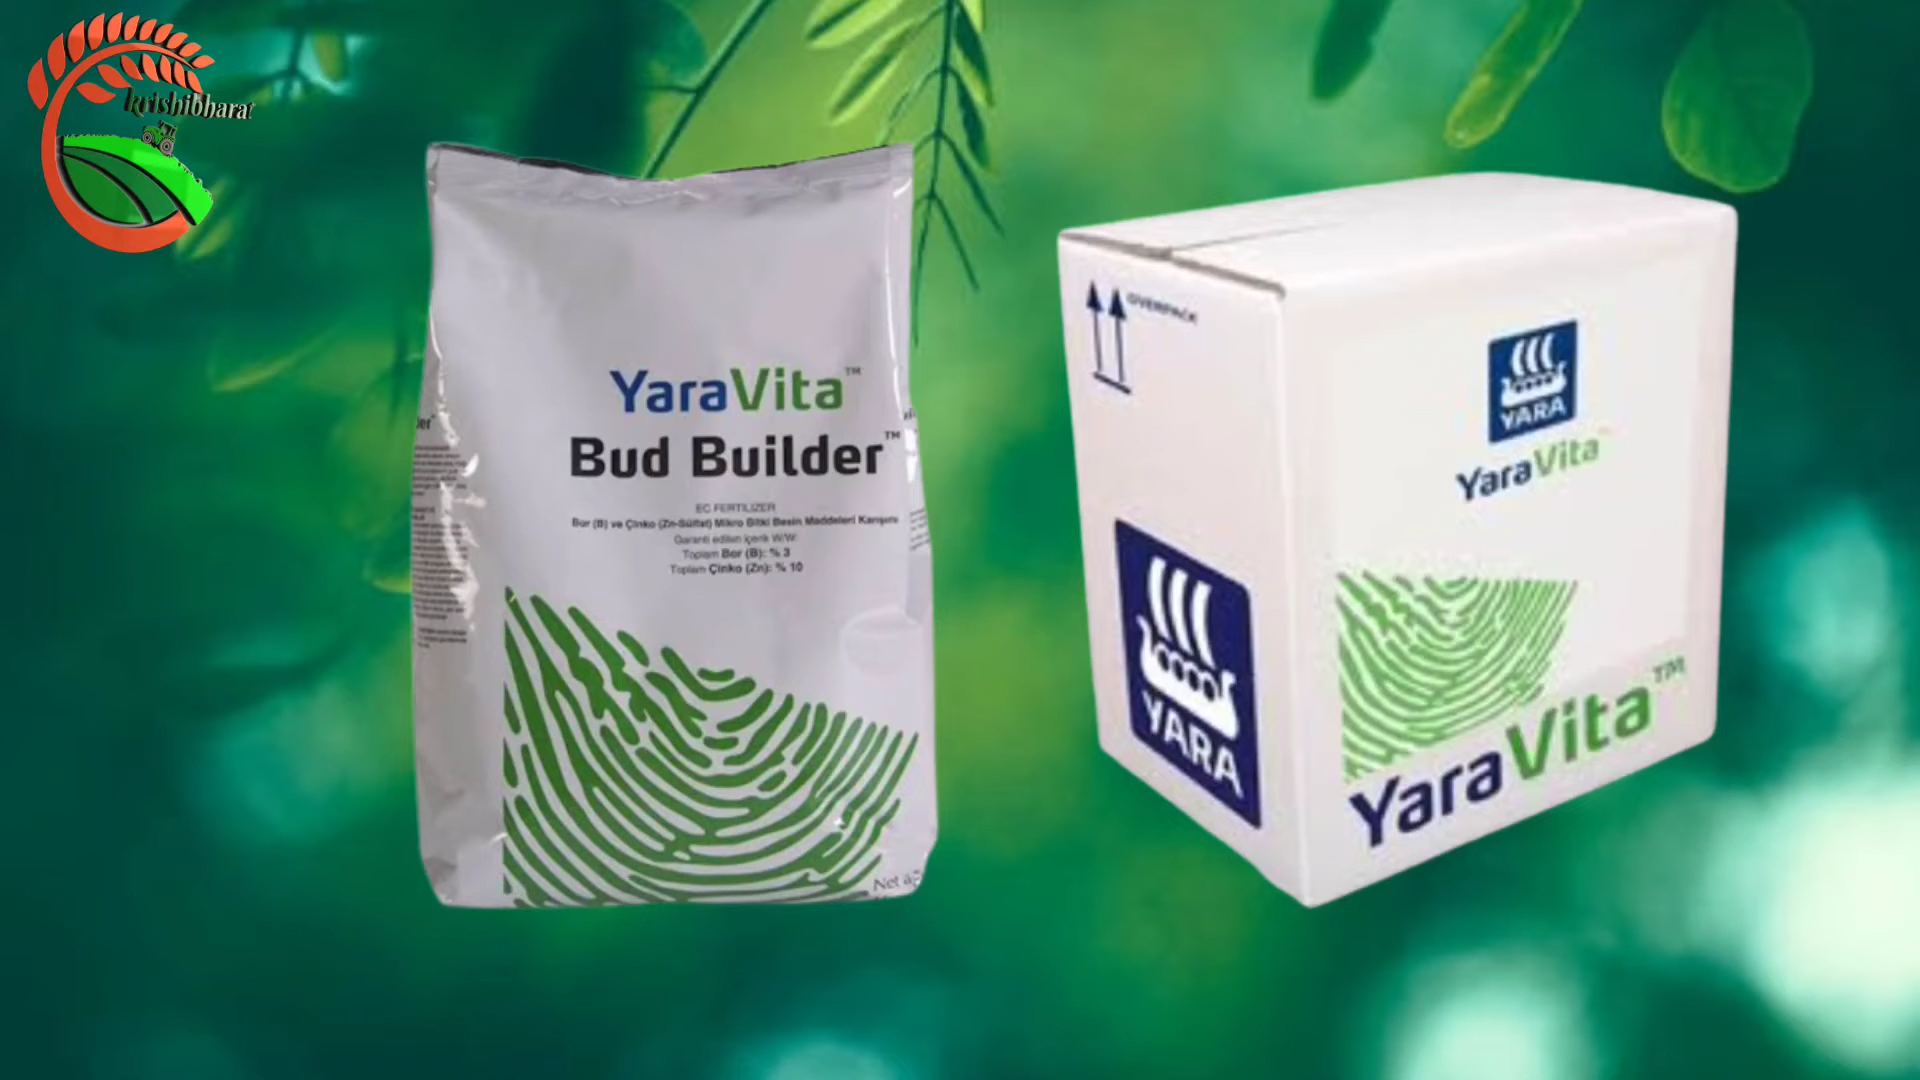 krishibharat
YaraVita™
Bud Builder™
EC FERTILIZER
Bor (B) ve Çinko (Zn-Sülfat) Mikro Bitki Besin Maddeleri Karışımı
Garanti edilen içerik W/W:
Toplam Bor (B): % 3
Toplam Çinko (Zn): % 10
Net
OVERPACK
YARA
YaraVita
YARA
YaraVita™